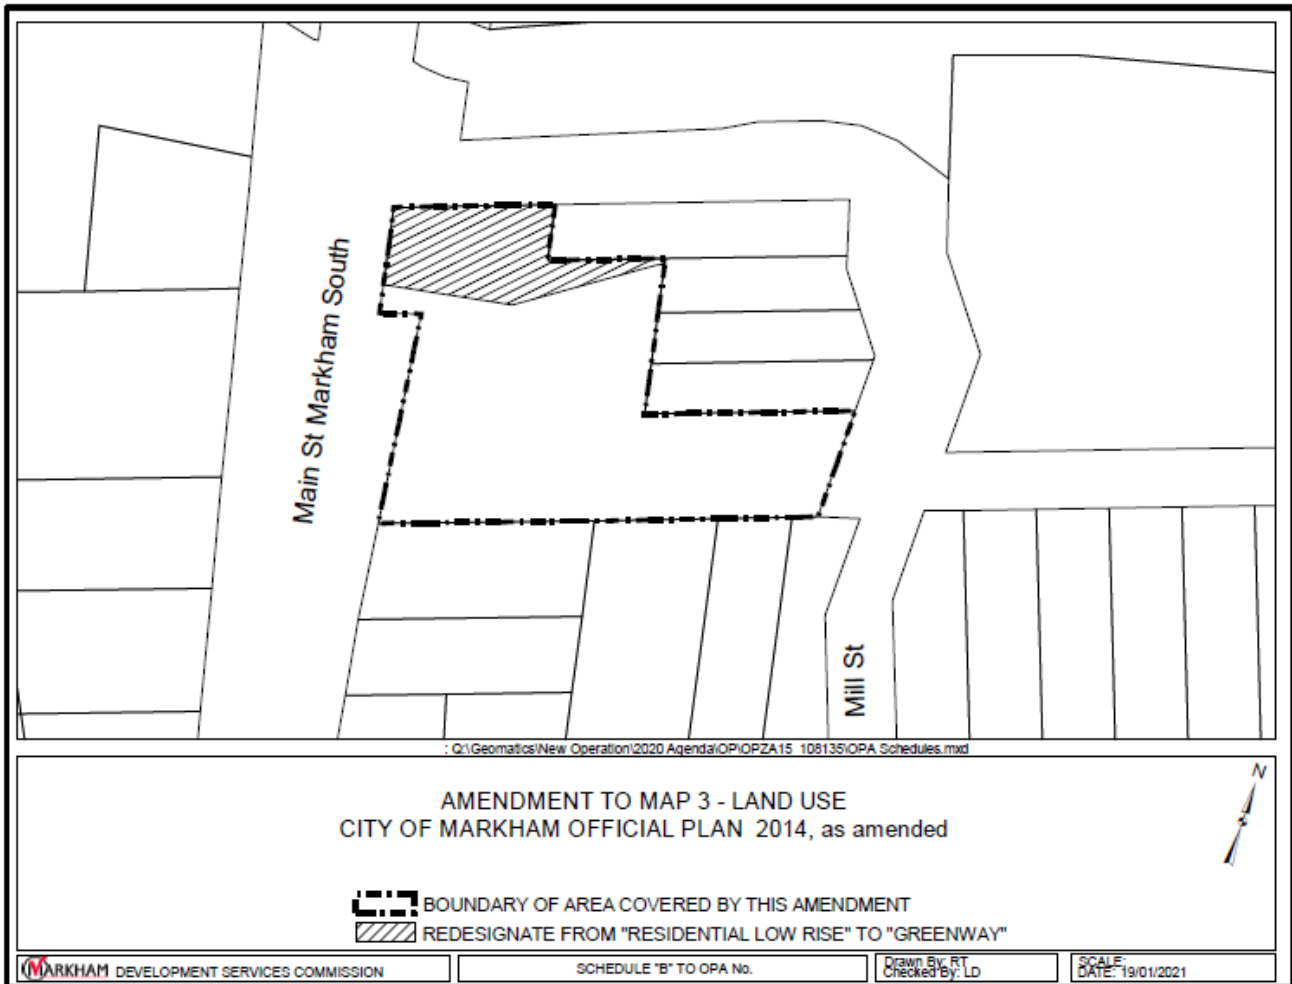 Main St Markham South
Mill St
: Q:\Geomatics\New Operation\2020 Agenda\OP\OPZA15_108135\OPA Schedules.mxd
AMENDMENT TO MAP 3 - LAND USE
CITY OF MARKHAM OFFICIAL PLAN 2014, as amended
N
BOUNDARY OF AREA COVERED BY THIS AMENDMENT
REDESIGNATE FROM "RESIDENTIAL LOW RISE" TO "GREENWAY"
MARKHAM DEVELOPMENT SERVICES COMMISSION
SCHEDULE "B" TO OPA No.
Drawn By: RT
Checked By: LD
SCALE:
DATE: 19/01/2021